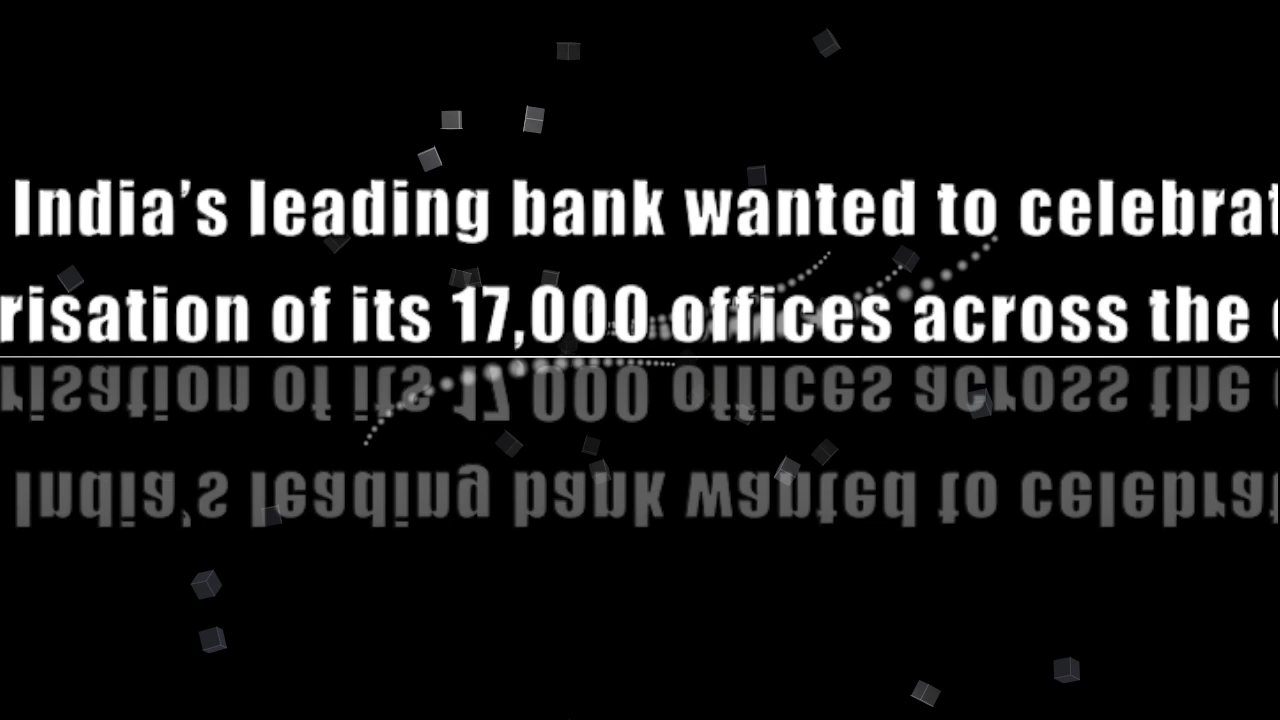 India’s leading bank wanted to celebrat
risation of its 17,000 offices across the